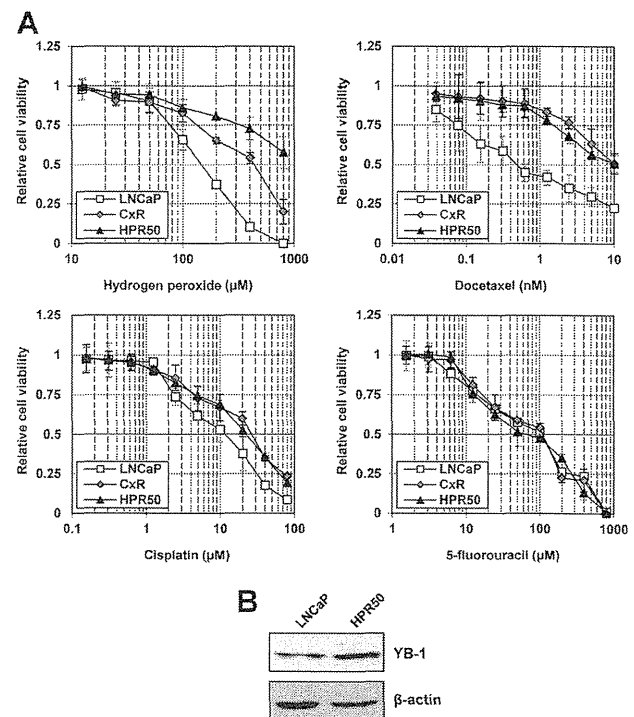 A
Relative cell viability
1.25
1
0.75
0.5
0.25
0
LNCaP
CxR
HPR50
10
100
1000
Hydrogen peroxide (μM)
Relative cell viability
1.25
1
0.75
0.5
0.25
0
LNCaP
CxR
HPR50
0.01
0.1
1
10
Docetaxel (nM)
Relative cell viability
1.25
1
0.75
0.5
0.25
0
LNCaP
CxR
HPR50
0.1
1
10
100
Cisplatin (μM)
Relative cell viability
1.25
1
0.75
0.5
0.25
0
LNCaP
CxR
HPR50
1
10
100
1000
5-fluorouracil (μM)
B
LNCaP
HPR50
YB-1
β-actin